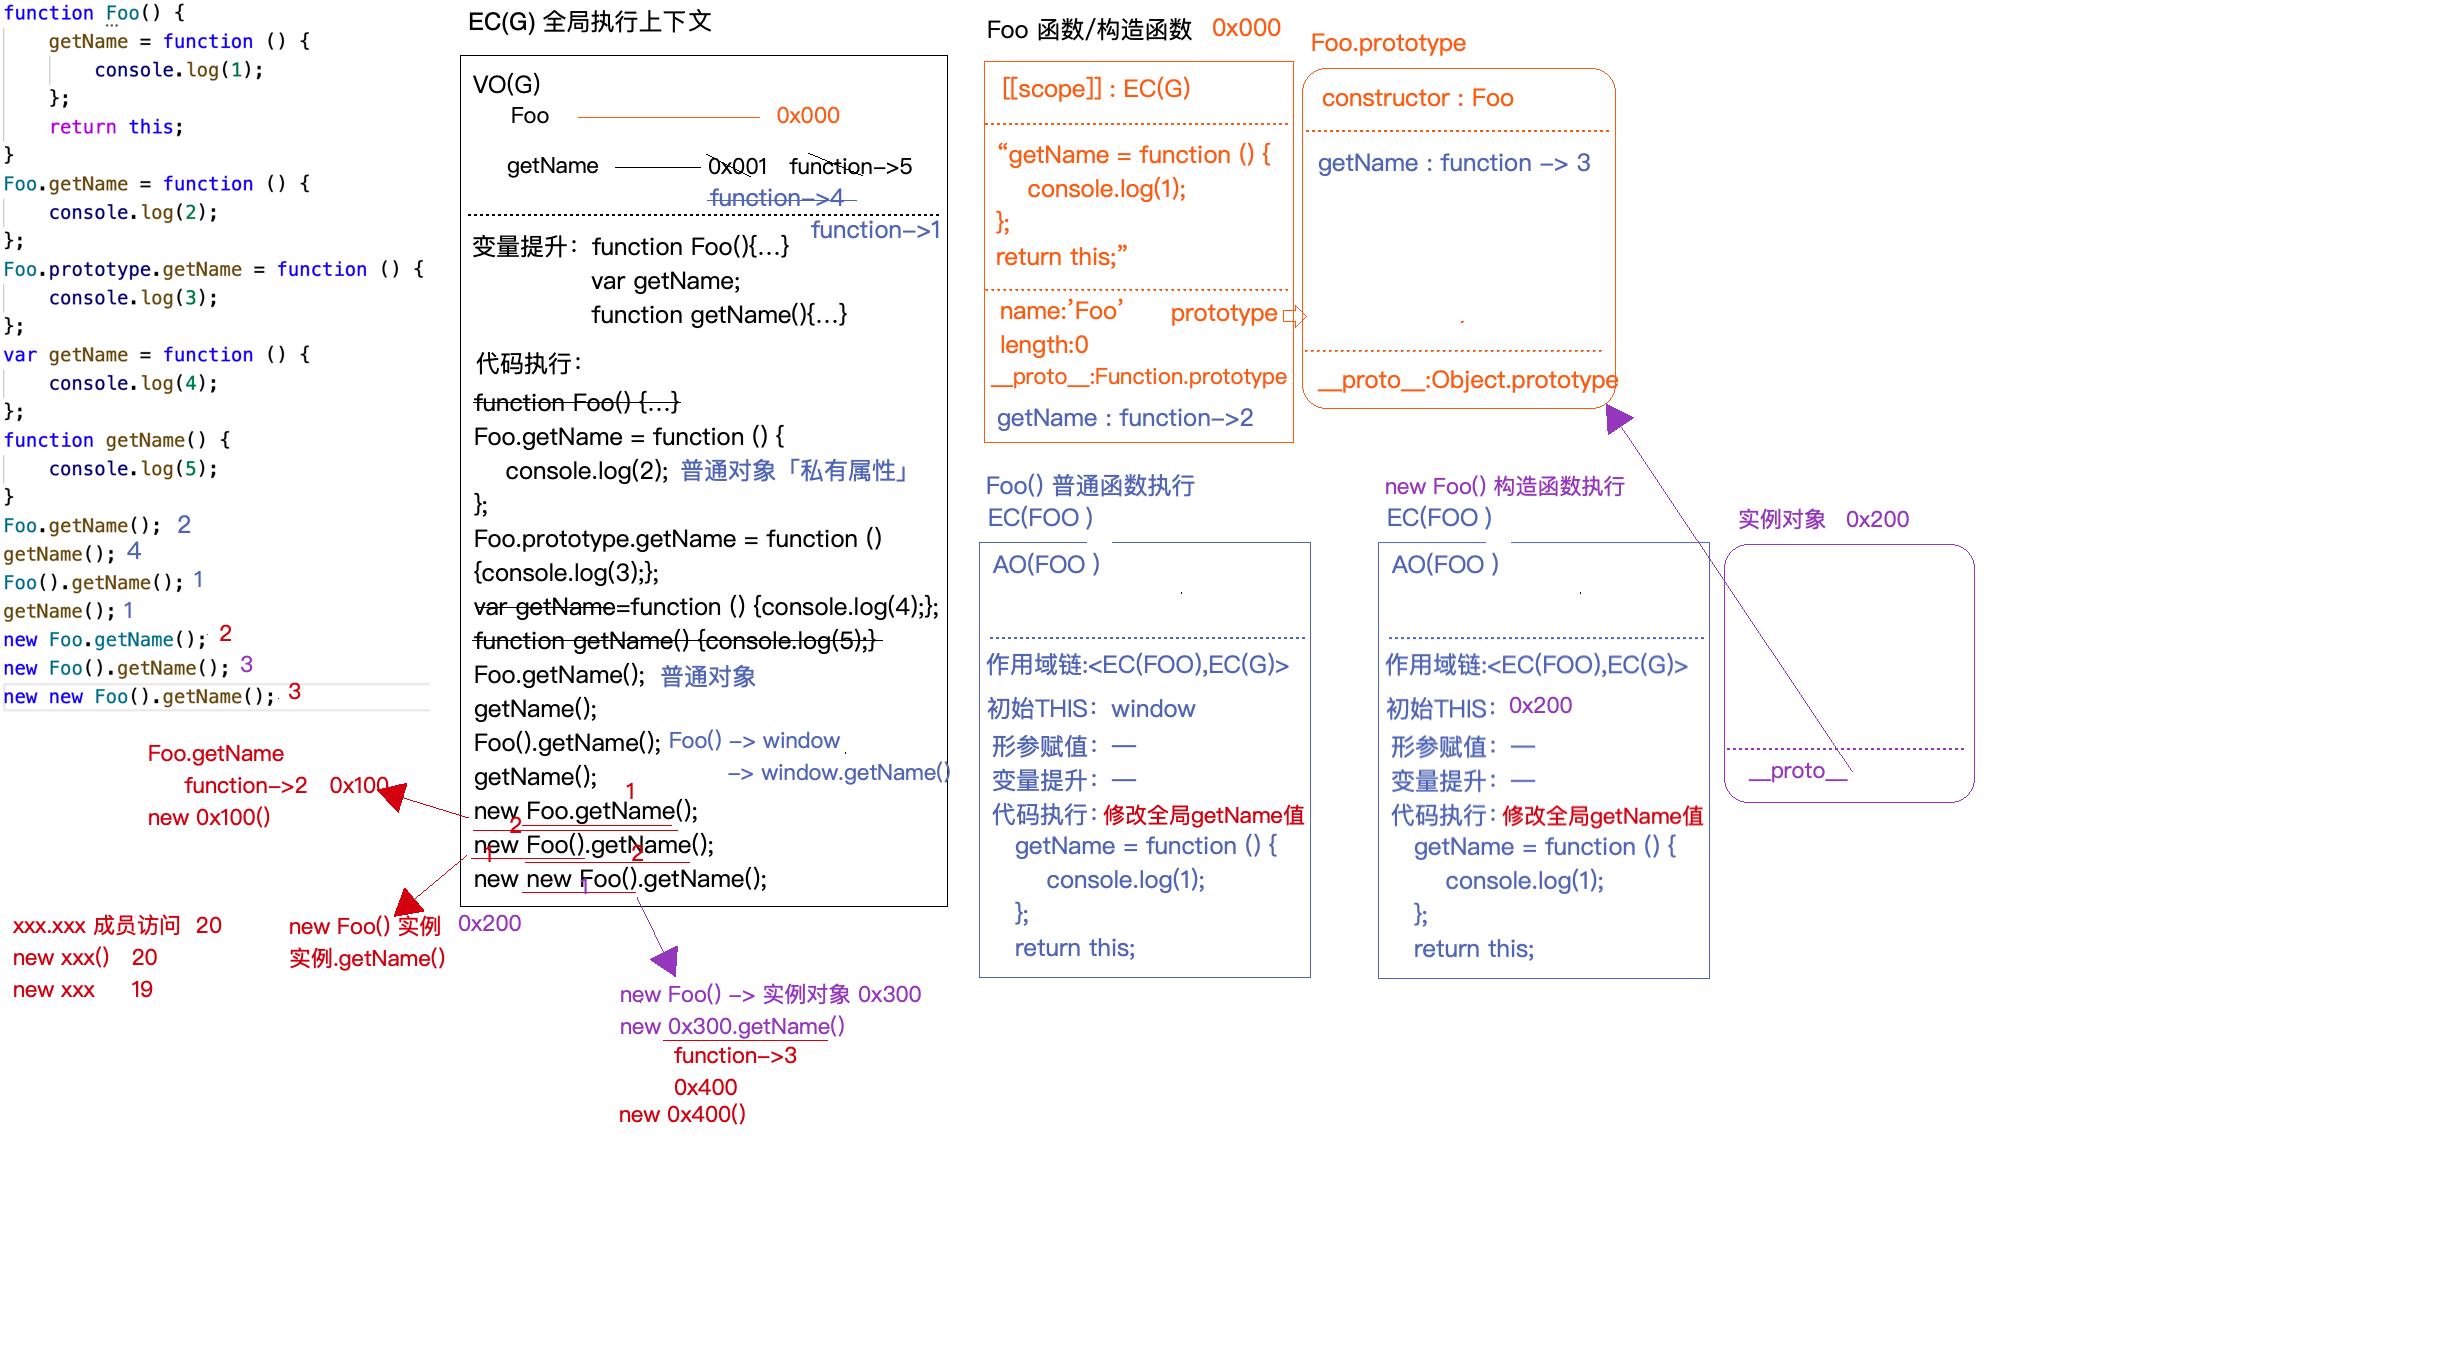 function Foo() {
getName = function () {
console.log(1);
};
return this;
}
Foo.getName = function () {
console.log(2);
};
Foo.prototype.getName = function () {
console.log(3);
};
var getName = function () {
console.log(4);
};
function getName() {
console.log(5);
}
Foo.getName(); 2
getName(); 4
Foo().getName(); 1
getName(); 1
new Foo.getName(); 2
new Foo().getName(); 3
new new Foo().getName(); 3
Foo.getName
function->2 0x100
new 0x100()
xxx.xxx 成员访问 20
new xxx() 20
new xxx 19
new Foo() 实例 0x200
实例.getName()
EC(G) 全局执行上下文
VO(G)
Foo 0x000
getName 0x001 function->5
function->4
function->1
变量提升: function Foo(){...}
var getName;
function getName(){...}
代码执行:
function Foo() {...}
Foo.getName = function () {
console.log(2); 普通对象「私有属性」
};
Foo.prototype.getName = function ()
{console.log(3);};
var getName=function () {console.log(4);};
function getName() {console.log(5);}
Foo.getName(); 普通对象
getName();
Foo().getName(); Foo() -> window
-> window.getName()
getName();
1
new Foo.getName();
2
new Foo().getName();
1 2
new new Foo().getName();
1
new Foo() -> 实例对象 0x300
new 0x300.getName()
function->3
0x400
new 0x400()
Foo 函数/构造函数 0x000
[[scope]] : EC(G)
“getName = function () {
console.log(1);
};
return this;”
name:’Foo’ prototype
length:0
__proto__:Function.prototype
getName : function->2
Foo.prototype
constructor : Foo
getName : function -> 3
__proto__:Object.prototype
Foo() 普通函数执行
EC(FOO )
AO(FOO )
作用域链:<EC(FOO),EC(G)>
初始THIS: window
形参赋值: —
变量提升: —
代码执行: 修改全局getName值
getName = function () {
console.log(1);
};
return this;
new Foo() 构造函数执行
EC(FOO )
AO(FOO )
作用域链:<EC(FOO),EC(G)>
初始THIS: 0x200
形参赋值: —
变量提升: —
代码执行: 修改全局getName值
getName = function () {
console.log(1);
};
return this;
实例对象 0x200
__proto__